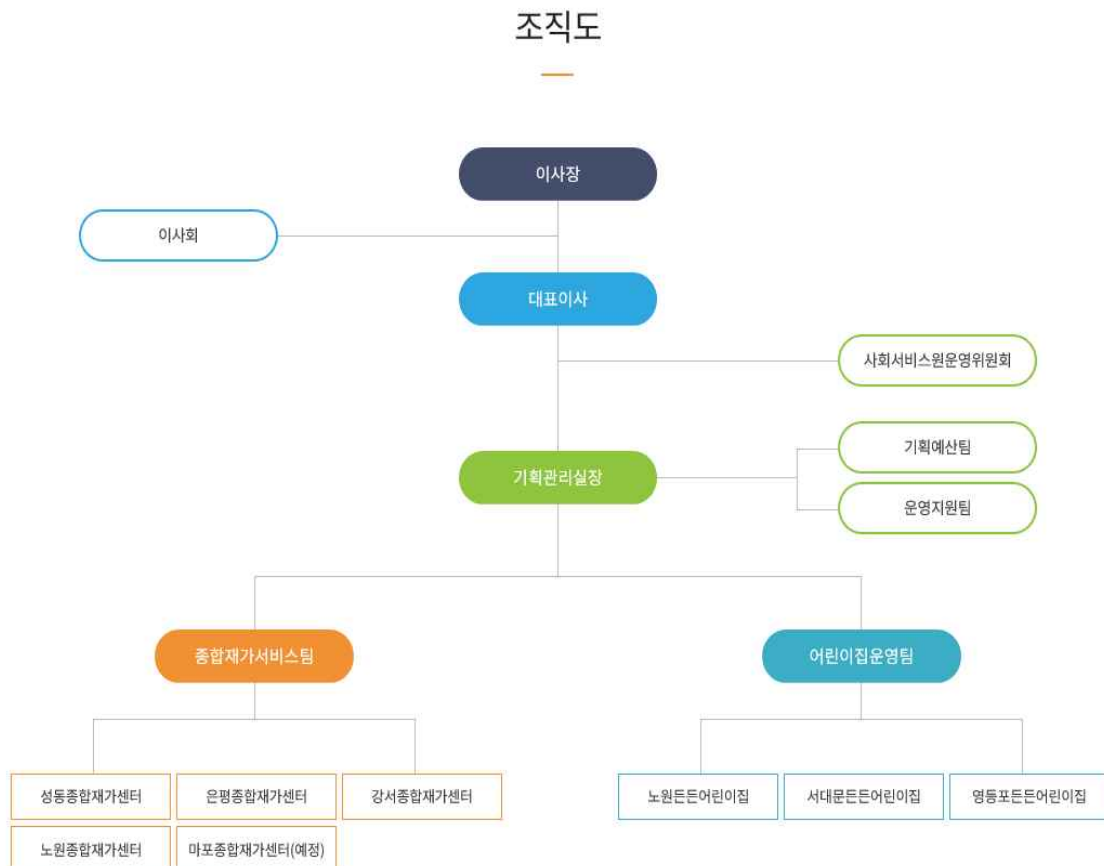 조직도
이사장
이사회
대표이사
사회서비스원운영위원회
기획예산팀
기획관리실장
운영지원팀
종합재가서비스팀
어린이집운영팀
성동종합재가센터
은평종합재가센터
강서종합재가센터
노원든든어린이집
서대문든든어린이집
영등포든든어린이집
노원종합재가센터
마포종합재가센터(예정)